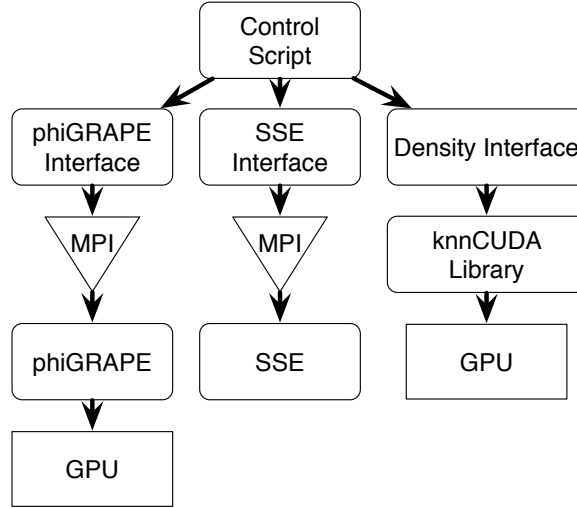 Control
Script
phiGRAPE
Interface
SSE
Interface
Density Interface
MPI
MPI
knnCUDA
Library
phiGRAPE
SSE
GPU
GPU